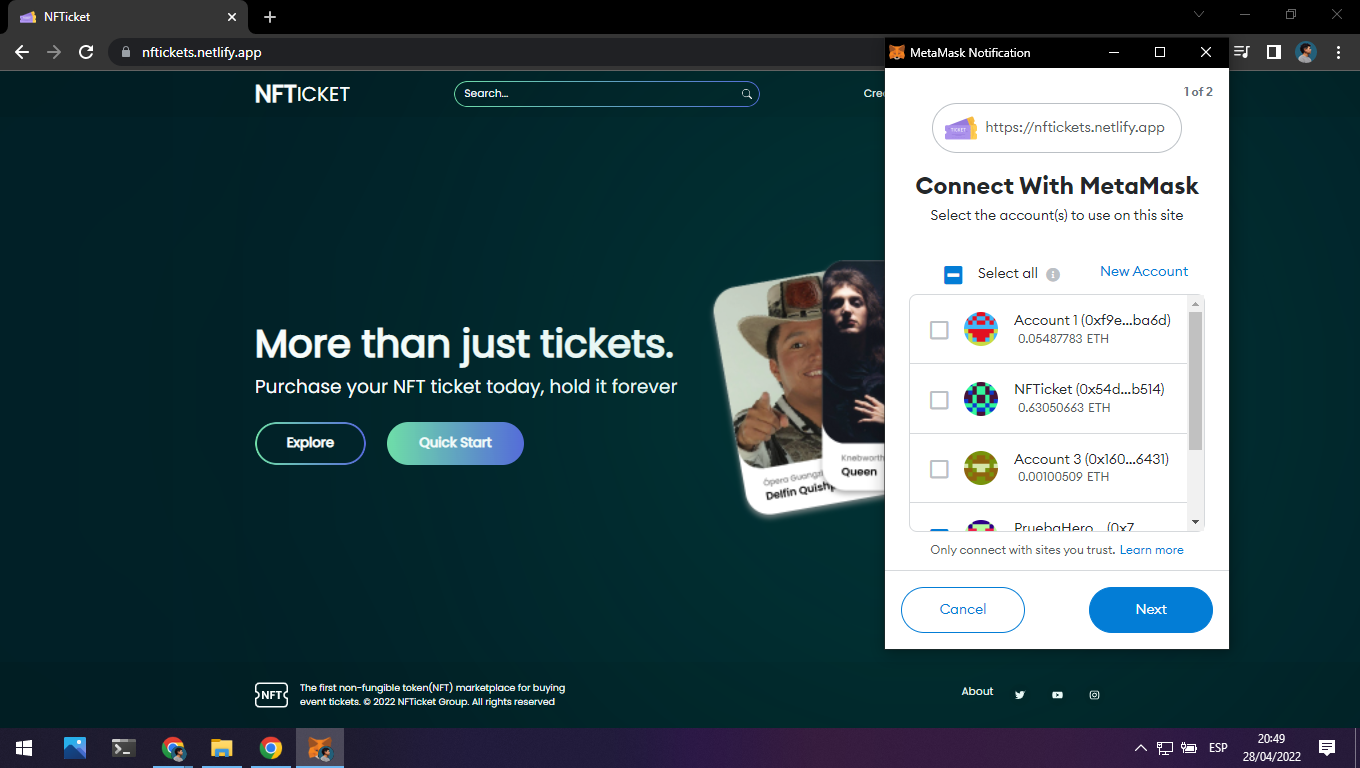 NFTicket
nftickets.netlify.app
NFTICKET
Search...
Cre
More than just tickets.
Purchase your NFT ticket today, hold it forever
Explore
Quick Start
Knebworth
Queen
Delfín Quishp
MetaMask Notification
1 of 2
TICKET
https://nftickets.netlify.app
Connect With MetaMask
Select the account(s) to use on this site
Select all
New Account
Account 1 (0xf9e...ba6d)
0.05487783 ETH
NFTicket (0x54d...b514)
0.63050663 ETH
Account 3 (0x160...6431)
0.00100509 ETH
PruebaHero... (0x7
Only connect with sites you trust. Learn more
Cancel
Next
NFT
The first non-fungible token(NFT) marketplace for buying
event tickets. © 2022 NFTicket Group. All rights reserved
About
ESP
20:49
28/04/2022